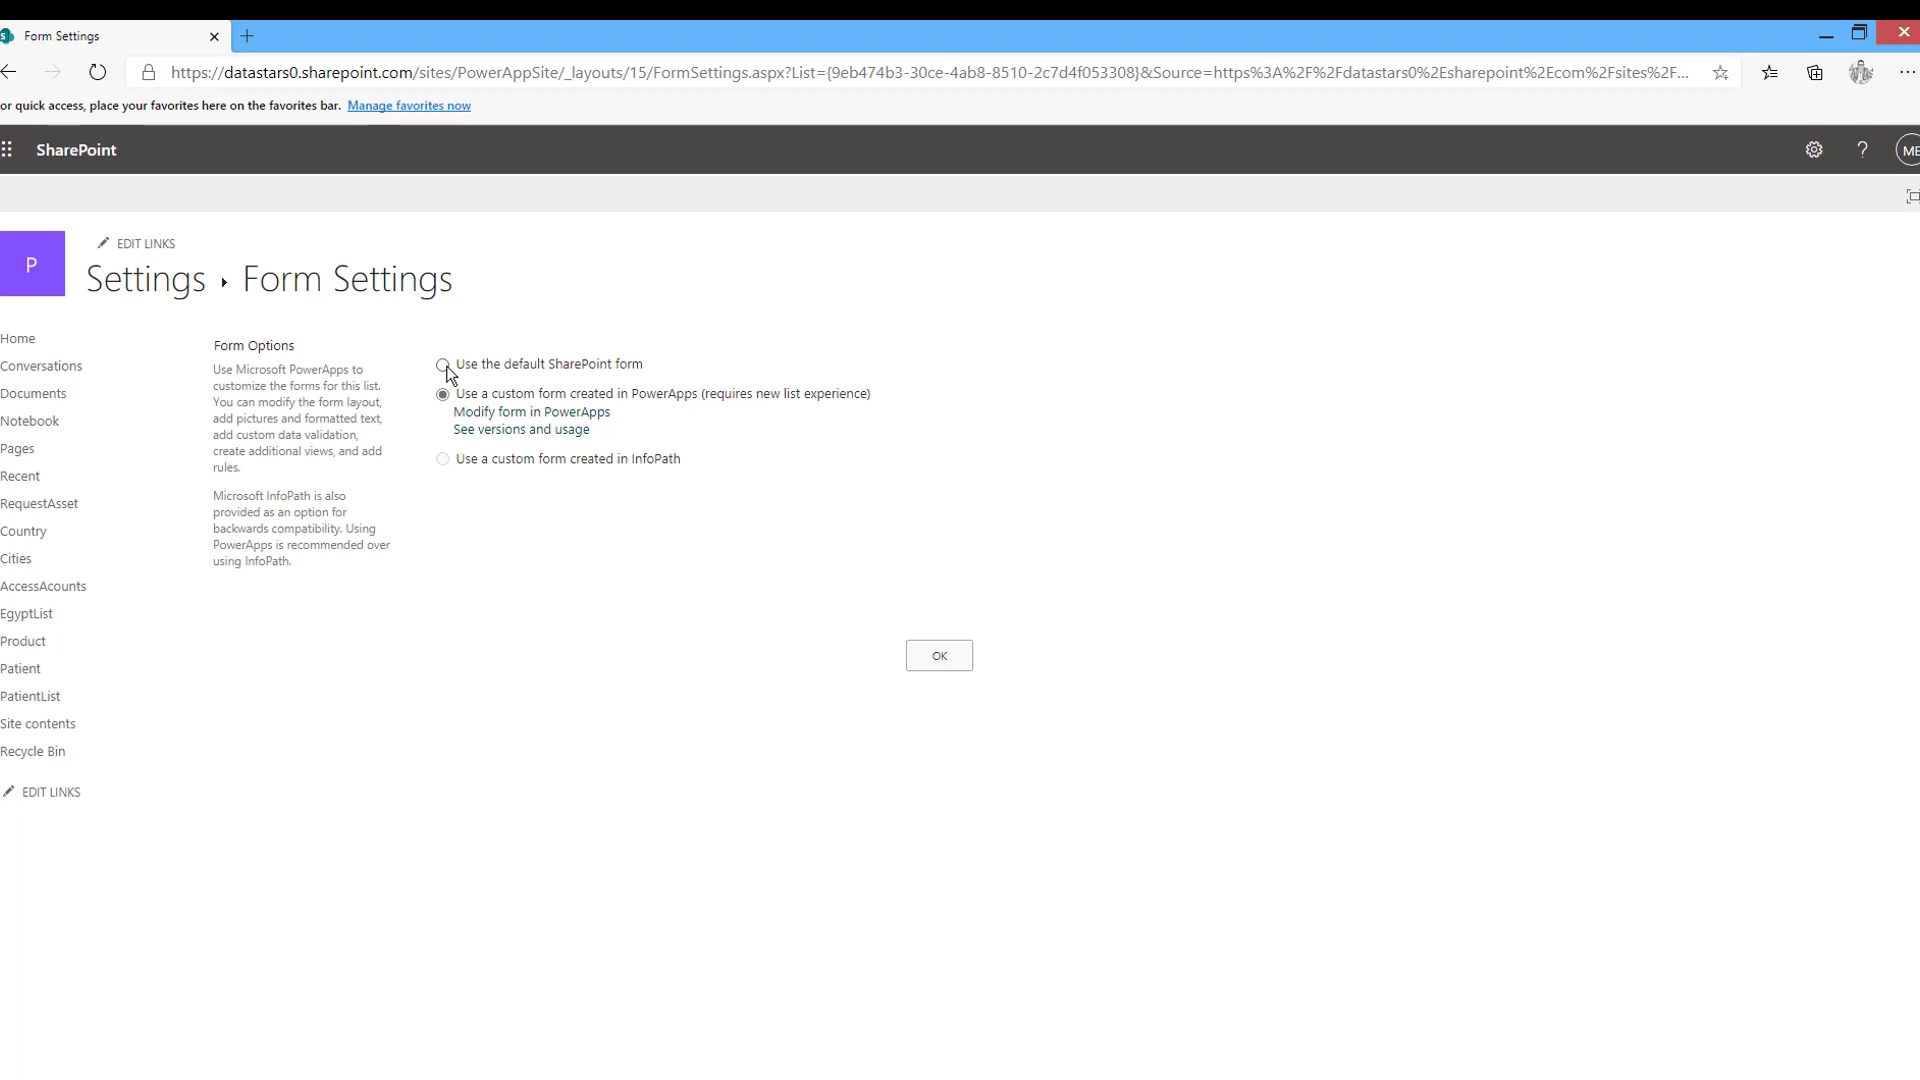 Form Settings
https://datastars0.sharepoint.com/sites/PowerAppSite/_layouts/15/FormSettings.aspx?List={9eb474b3-30ce-4ab8-8510-2c7d4f053308}&Source=https%3A%2F%2Fdatastars0%2Esharepoint%2Ecom%2Fsites%2F...
or quick access, place your favorites here on the favorites bar. Manage favorites now
SharePoint
?
ME
P
EDIT LINKS
Settings ▸ Form Settings
Home
Conversations
Documents
Notebook
Pages
Recent
RequestAsset
Country
Cities
AccessAcounts
EgyptList
Product
Patient
PatientList
Site contents
Recycle Bin
EDIT LINKS
Form Options
Use Microsoft PowerApps to
customize the forms for this list.
You can modify the form layout,
add pictures and formatted text,
add custom data validation,
create additional views, and add
rules.
Microsoft InfoPath is also
provided as an option for
backwards compatibility. Using
PowerApps is recommended over
using InfoPath.
Use the default SharePoint form
Use a custom form created in PowerApps (requires new list experience)
Modify form in PowerApps
See versions and usage
Use a custom form created in InfoPath
OK